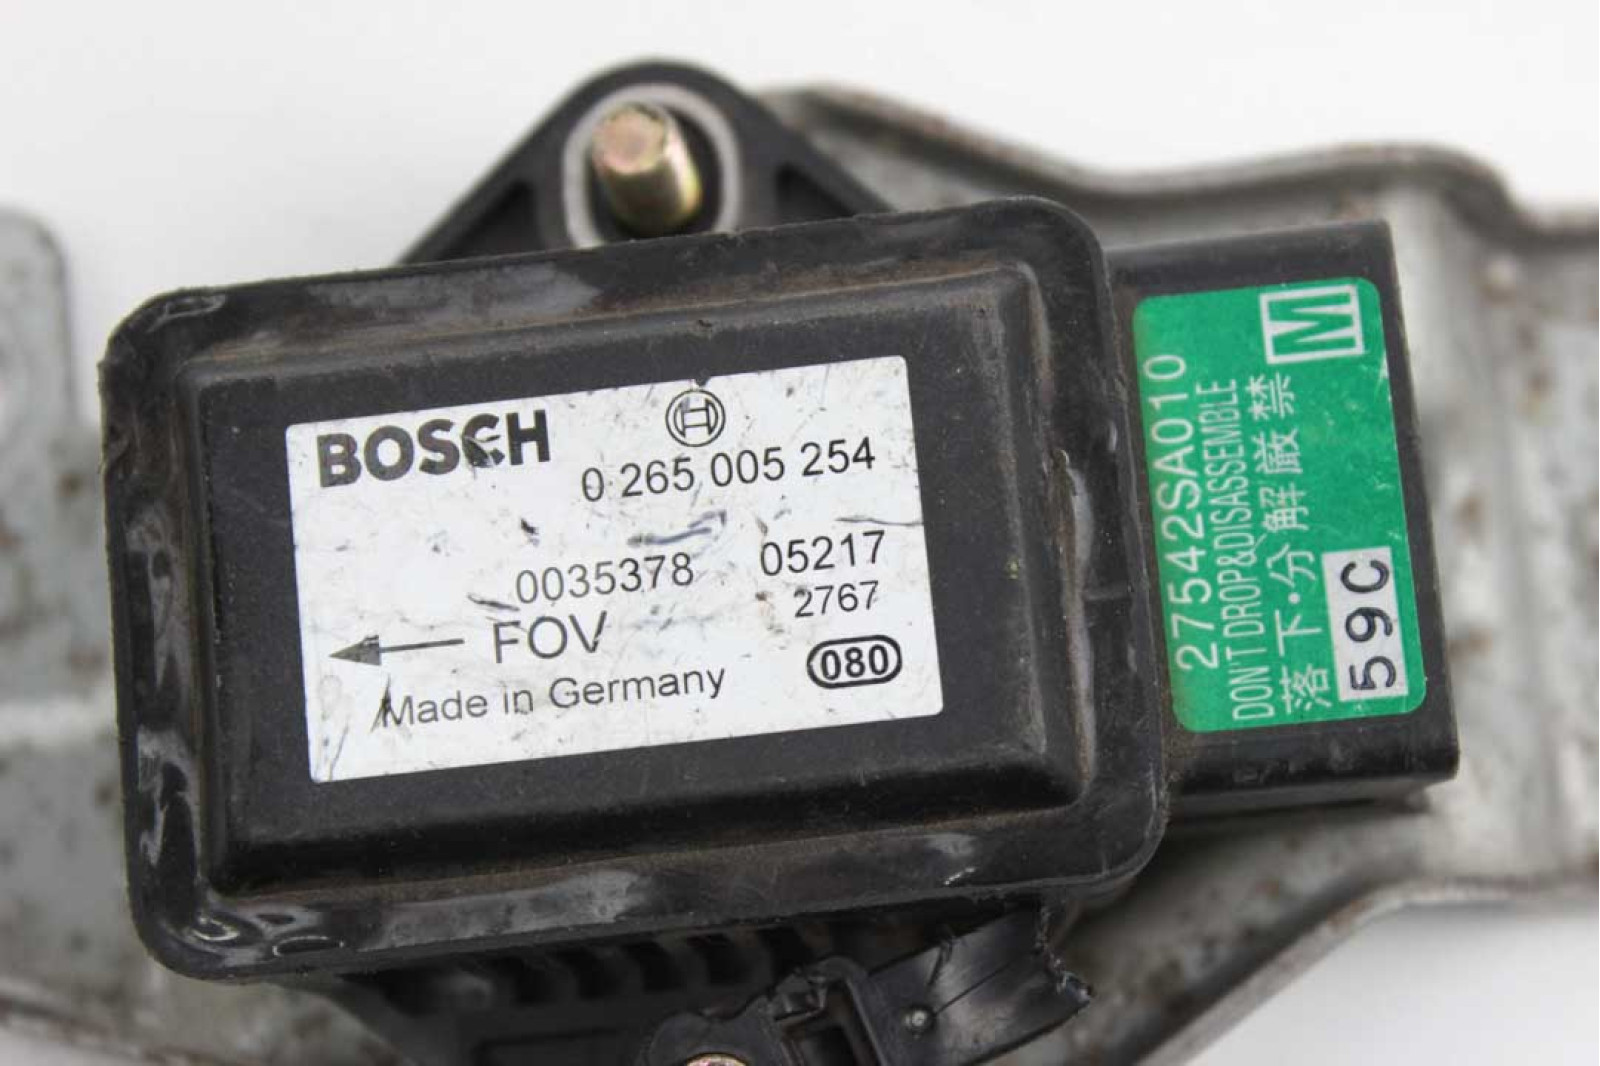 BOSCH
0 265 005 254
0035378 05217
FOV 2767
Made in Germany 080
27542SA010 M
DON'T DROP&DISASSEMBLE
落下・分解厳禁
59C